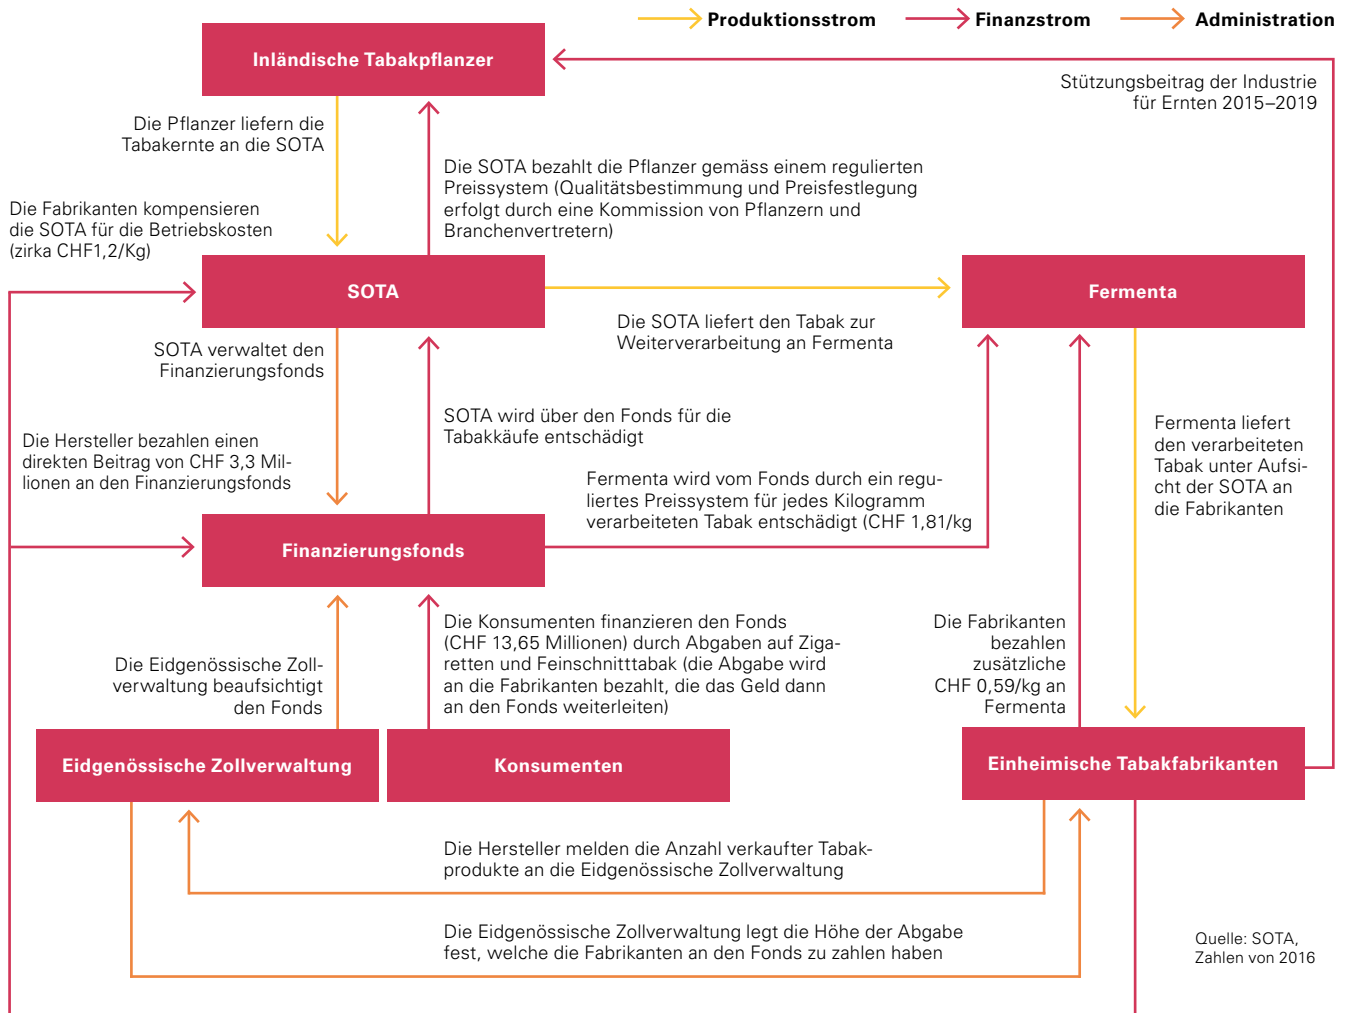 Produktionsstrom
Finanzstrom
Administration
Inländische Tabakpflanzer
Stützungsbeitrag der Industrie
für Ernten 2015–2019
Die Pflanzer liefern die
Tabakernte an die SOTA
Die SOTA bezahlt die Pflanzer gemäss einem regulierten
Preissystem (Qualitätsbestimmung und Preisfestlegung
erfolgt durch eine Kommission von Pflanzern und
Branchenvertretern)
Die Fabrikanten kompensieren
die SOTA für die Betriebskosten
(zirka CHF1,2/Kg)
SOTA
Fermenta
Die SOTA liefert den Tabak zur
Weiterverarbeitung an Fermenta
SOTA verwaltet den
Finanzierungsfonds
SOTA wird über den Fonds für die
Tabakkäufe entschädigt
Die Hersteller bezahlen einen
direkten Beitrag von CHF 3,3 Mil-
lionen an den Finanzierungsfonds
Fermenta wird vom Fonds durch ein regu-
liertes Preissystem für jedes Kilogramm
verarbeiteten Tabak entschädigt (CHF 1,81/kg
Fermenta liefert
den verarbeiteten
Tabak unter Aufsi-
cht der SOTA an
die Fabrikanten
Finanzierungsfonds
Die Eidgenössische Zoll-
verwaltung beaufsichtigt
den Fonds
Die Konsumenten finanzieren den Fonds
(CHF 13,65 Millionen) durch Abgaben auf Ziga-
retten und Feinschnitttabak (die Abgabe wird
an die Fabrikanten bezahlt, die das Geld dann
an den Fonds weiterleiten)
Die Fabrikanten
bezahlen
zusätzliche
CHF 0,59/kg an
Fermenta
Eidgenössische Zollverwaltung
Konsumenten
Einheimische Tabakfabrikanten
Die Hersteller melden die Anzahl verkaufter Tabak-
produkte an die Eidgenössische Zollverwaltung
Die Eidgenössische Zollverwaltung legt die Höhe der Abgabe
fest, welche die Fabrikanten an den Fonds zu zahlen haben
Quelle: SOTA,
Zahlen von 2016